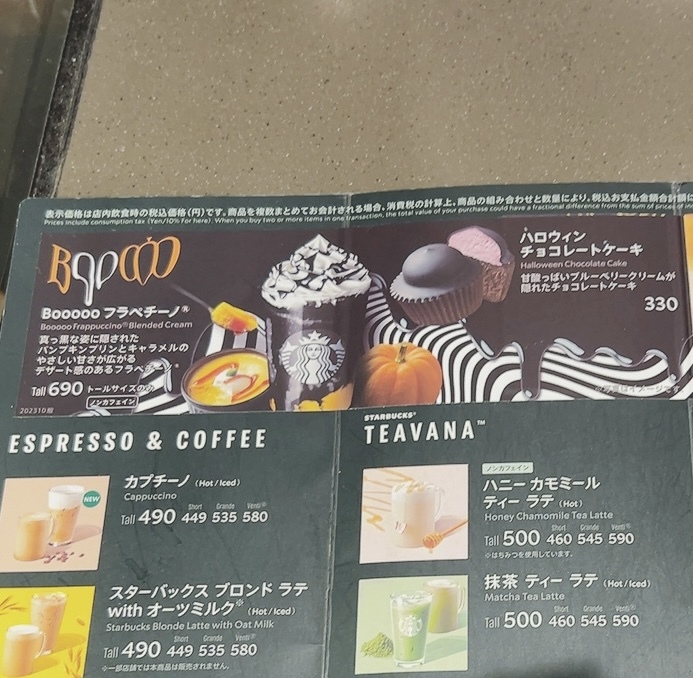 表示価格は店内飲食時の税込価格(円)です。商品を複数まとめてお会計される場合、消費税の計算上、商品の組み合わせと数量により、税込お支払金額合計額に
Prices include consumption tax (Yen/10% for here). When you buy two or more items in one transaction, the total value of your purchase could have a fractional difference from the sum of prices of
Booooo
Booooo フラペチーノ®
Booooo Frappuccino® Blended Cream
真っ黒な姿に隠された
パンプキンプリンとキャラメルの
やさしい甘さが広がる
デザート感のあるフラペチ
Tall 690 トールサイズのみ
ノンカフェイン
202310版
ハロウィン
チョコレートケーキ
Halloween Chocolate Cake
甘酸っぱいブルーベリークリームが
隠れたチョコレートケーキ
330
※写真はイメージです
ESPRESSO & COFFEE
NEW
カプチーノ (Hot/Iced)
Cappuccino
Short Grande Venti®
Tall 490 449 535 580
スターバックス ブロンド ラテ
with オーツミルク※ (Hot/Iced)
Starbucks Blonde Latte with Oat Milk
Short Grande Venti®
Tall 490 449 535 580
※一部店舗では本商品は販売されません。
STARBUCKS®
TEAVANA™
ノンカフェイン
ハニー カモミール
ティー ラテ (Hot)
Honey Chamomile Tea Latte
Short Grande Venti®
Tall 500 460 545 590
※はちみつを使用しています。
抹茶 ティー ラテ (Hot/Iced)
Matcha Tea Latte
Short Grande Venti®
Tall 500 460 545 590